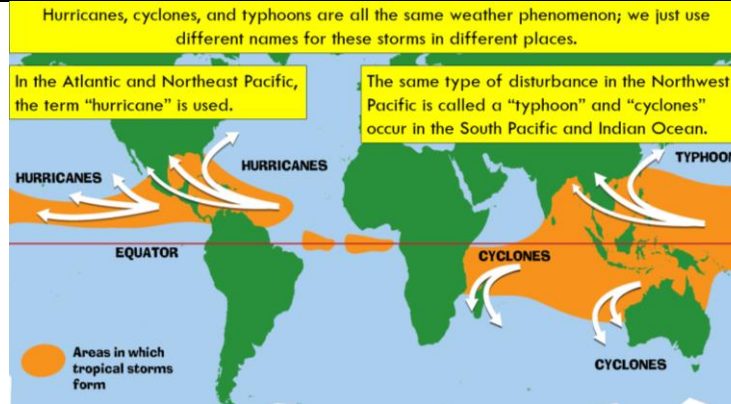 Hurricanes, cyclones, and typhoons are all the same weather phenomenon; we just use
different names for these storms in different places.
In the Atlantic and Northeast Pacific,
the term “hurricane” is used.
The same type of disturbance in the Northwest
Pacific is called a “typhoon” and “cyclones”
occur in the South Pacific and Indian Ocean.
HURRICANES
HURRICANES
TYPHOON
EQUATOR
CYCLONES
CYCLONES
Areas in which
tropical storms
form